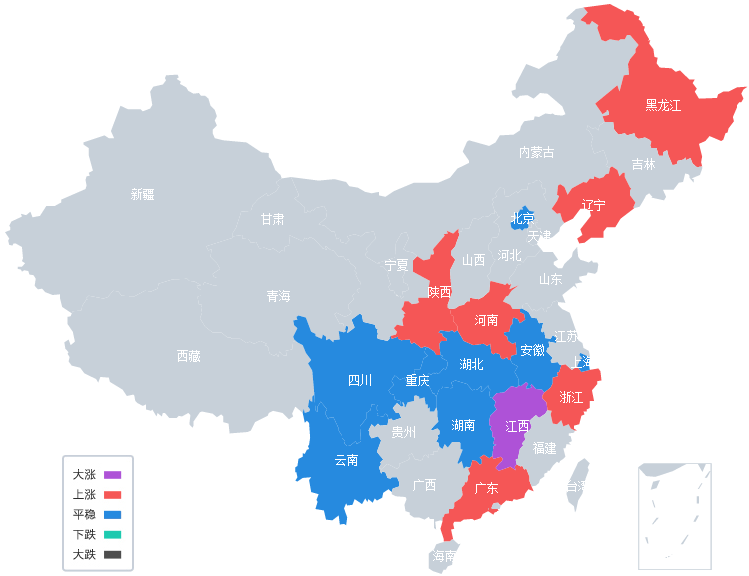 黑龙江
内蒙古
吉林
新疆
辽宁
甘肃
北京
天津
河北
山西
宁夏
山东
陕西
青海
河南
江苏
安徽
西藏
上海
湖北
四川
重庆
浙江
湖南
江西
贵州
福建
云南
广西
广东
台湾
海南
大涨
上涨
平稳
下跌
大跌